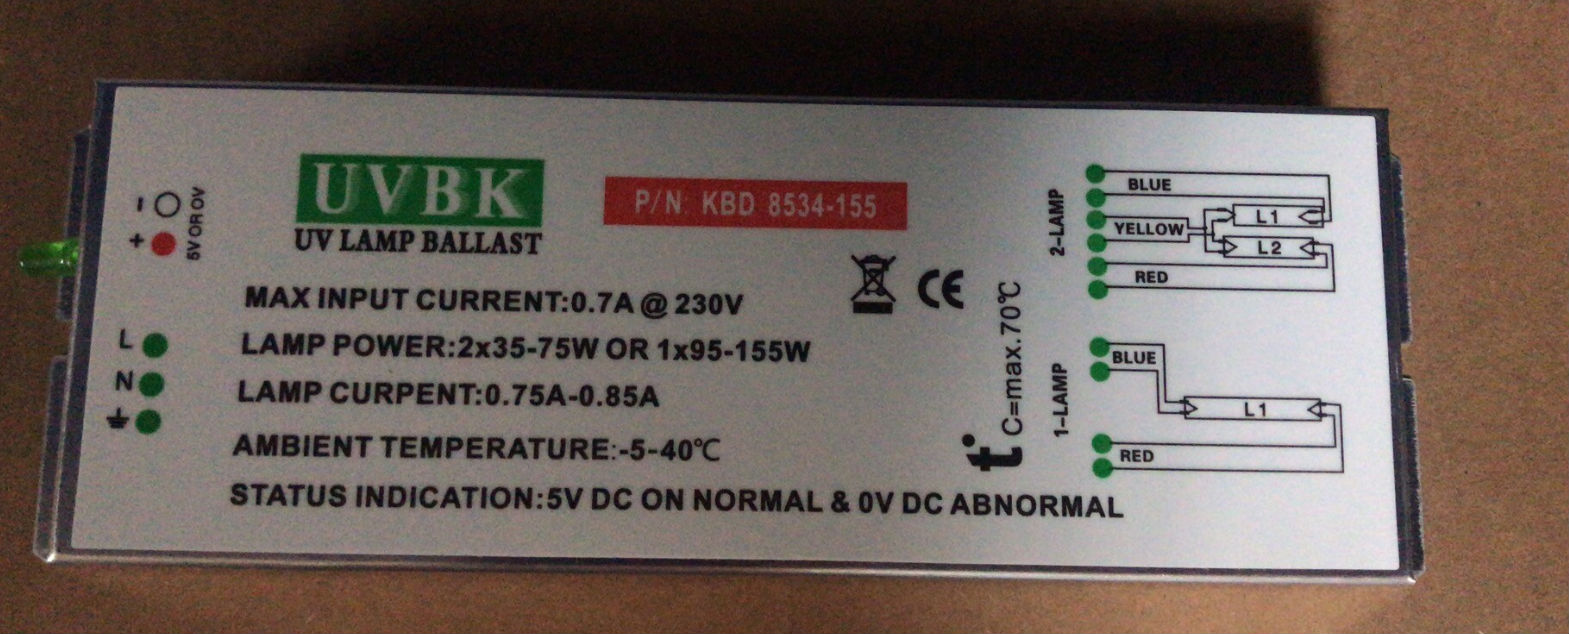 UVBK
UV LAMP BALLAST
P/N: KBD 8534-155
-
+
5V OR 0V
MAX INPUT CURRENT:0.7A @ 230V
L
LAMP POWER:2x35-75W OR 1x95-155W
N
LAMP CURPENT:0.75A-0.85A
AMBIENT TEMPERATURE:-5-40℃
STATUS INDICATION:5V DC ON NORMAL & 0V DC ABNORMAL
CE
t C=max.70℃
2-LAMP
BLUE
YELLOW
RED
L1
L2
1-LAMP
BLUE
RED
L1